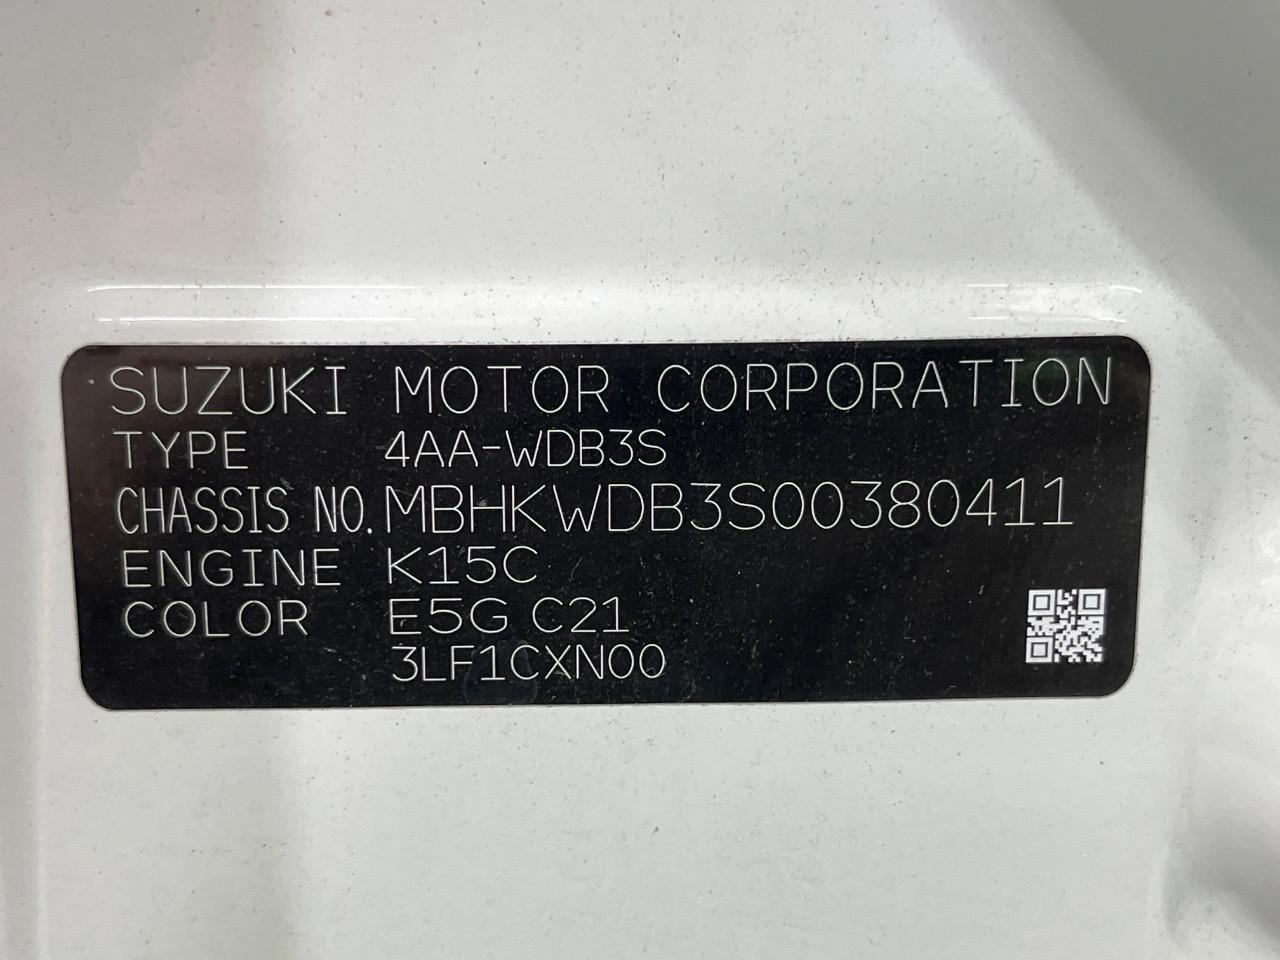 SUZUKI MOTOR CORPORATION
TYPE 4AA-WDB3S
CHASSIS NO. MBHKWDB3S00380411
ENGINE K15C
COLOR E5G C21
3LF1CXN00